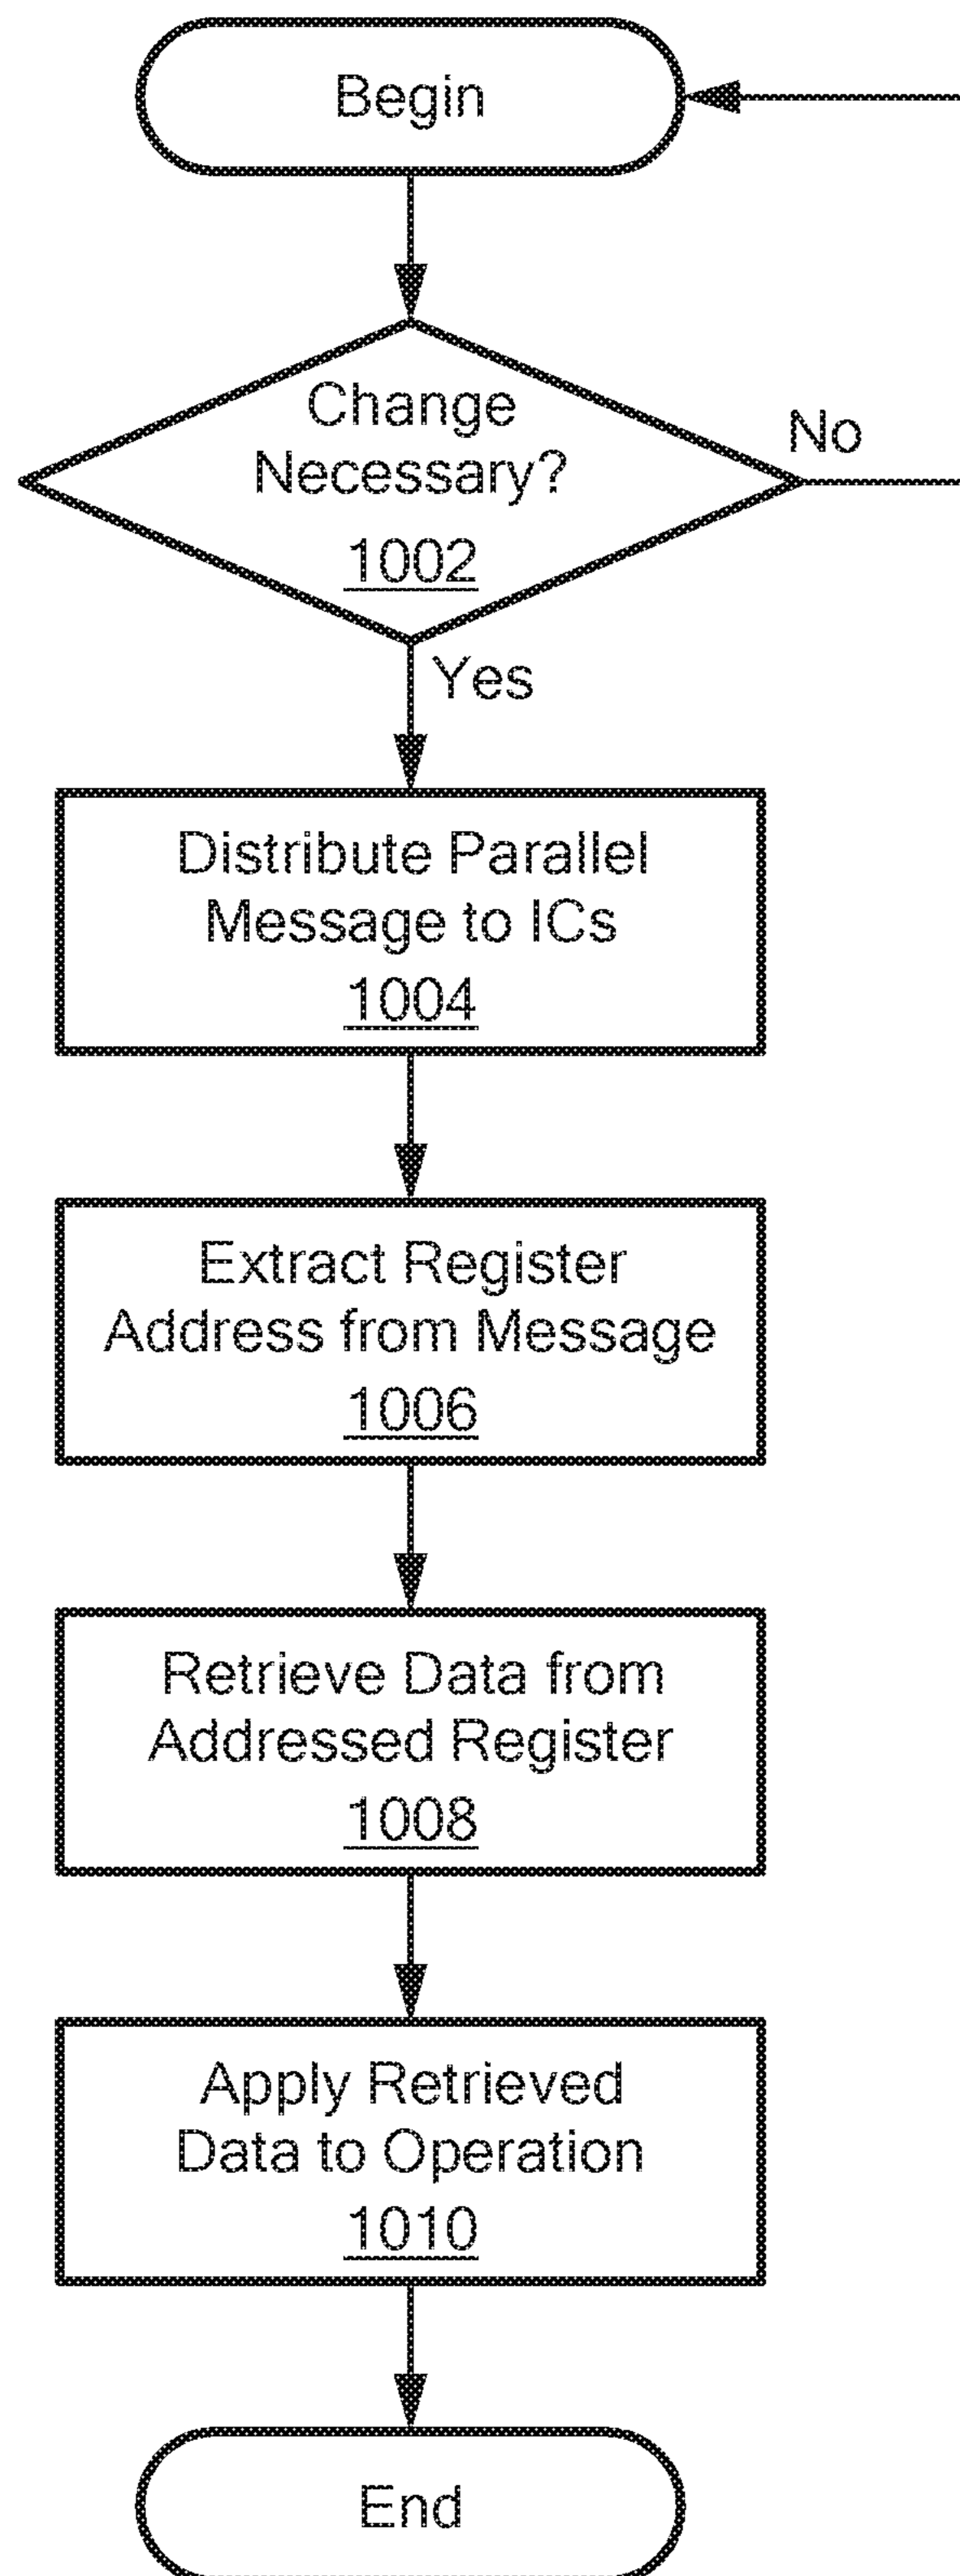 Begin
Change
Necessary?
1002
No
Yes
Distribute Parallel
Message to ICs
1004
Extract Register
Address from Message
1006
Retrieve Data from
Addressed Register
1008
Apply Retrieved
Data to Operation
1010
End